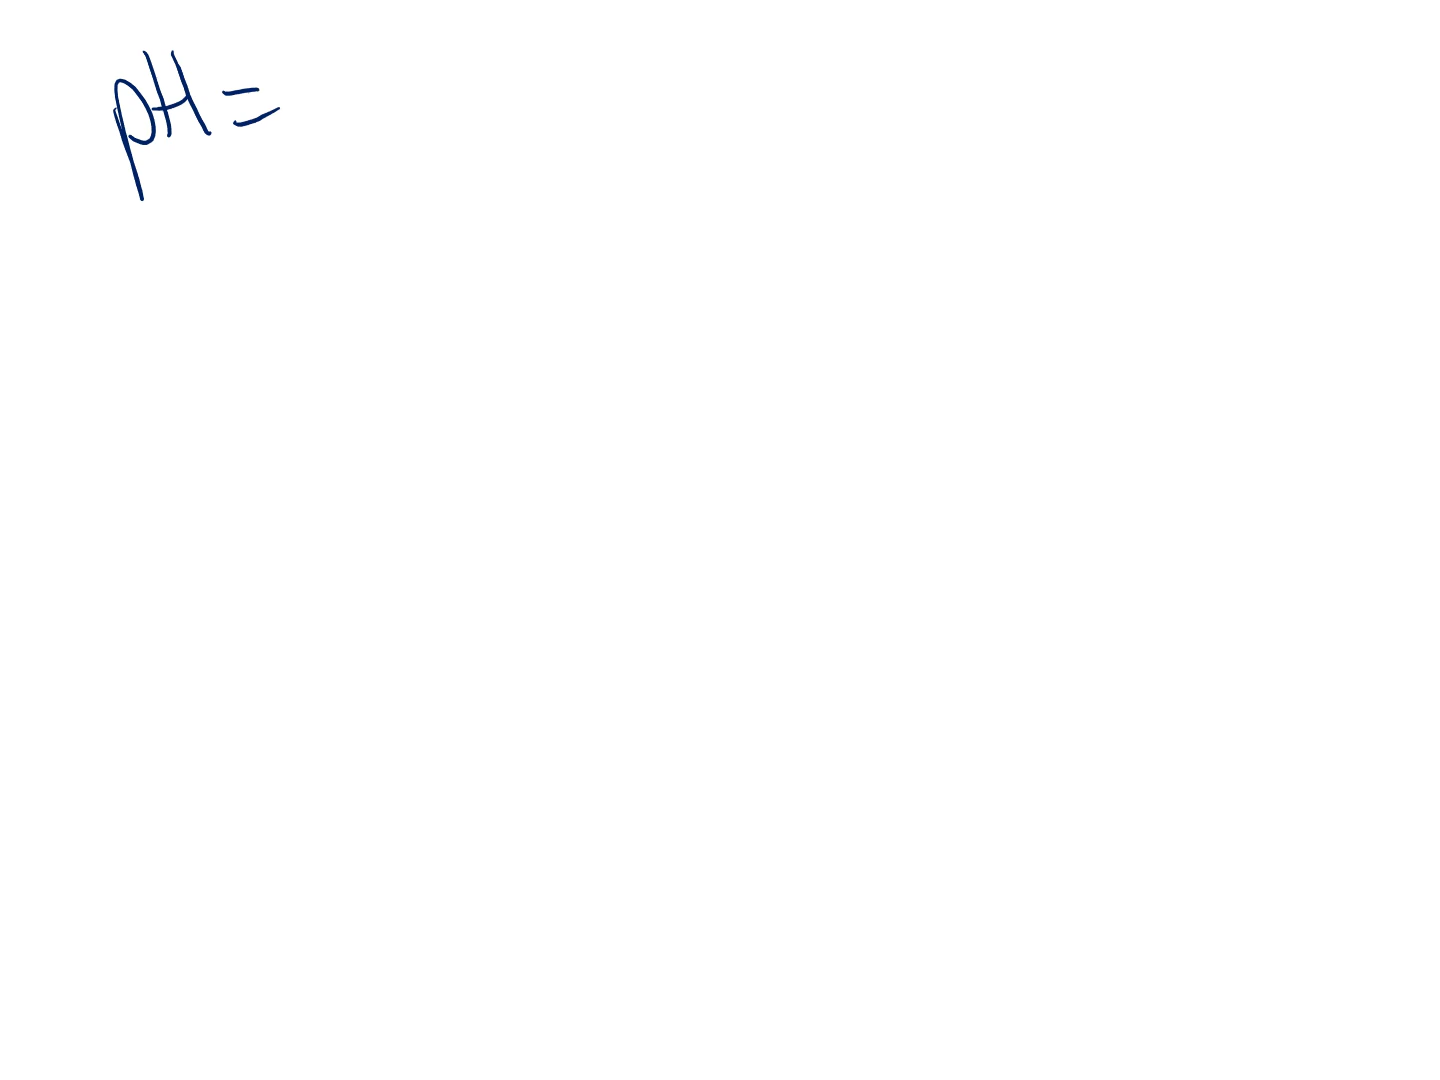 pH =